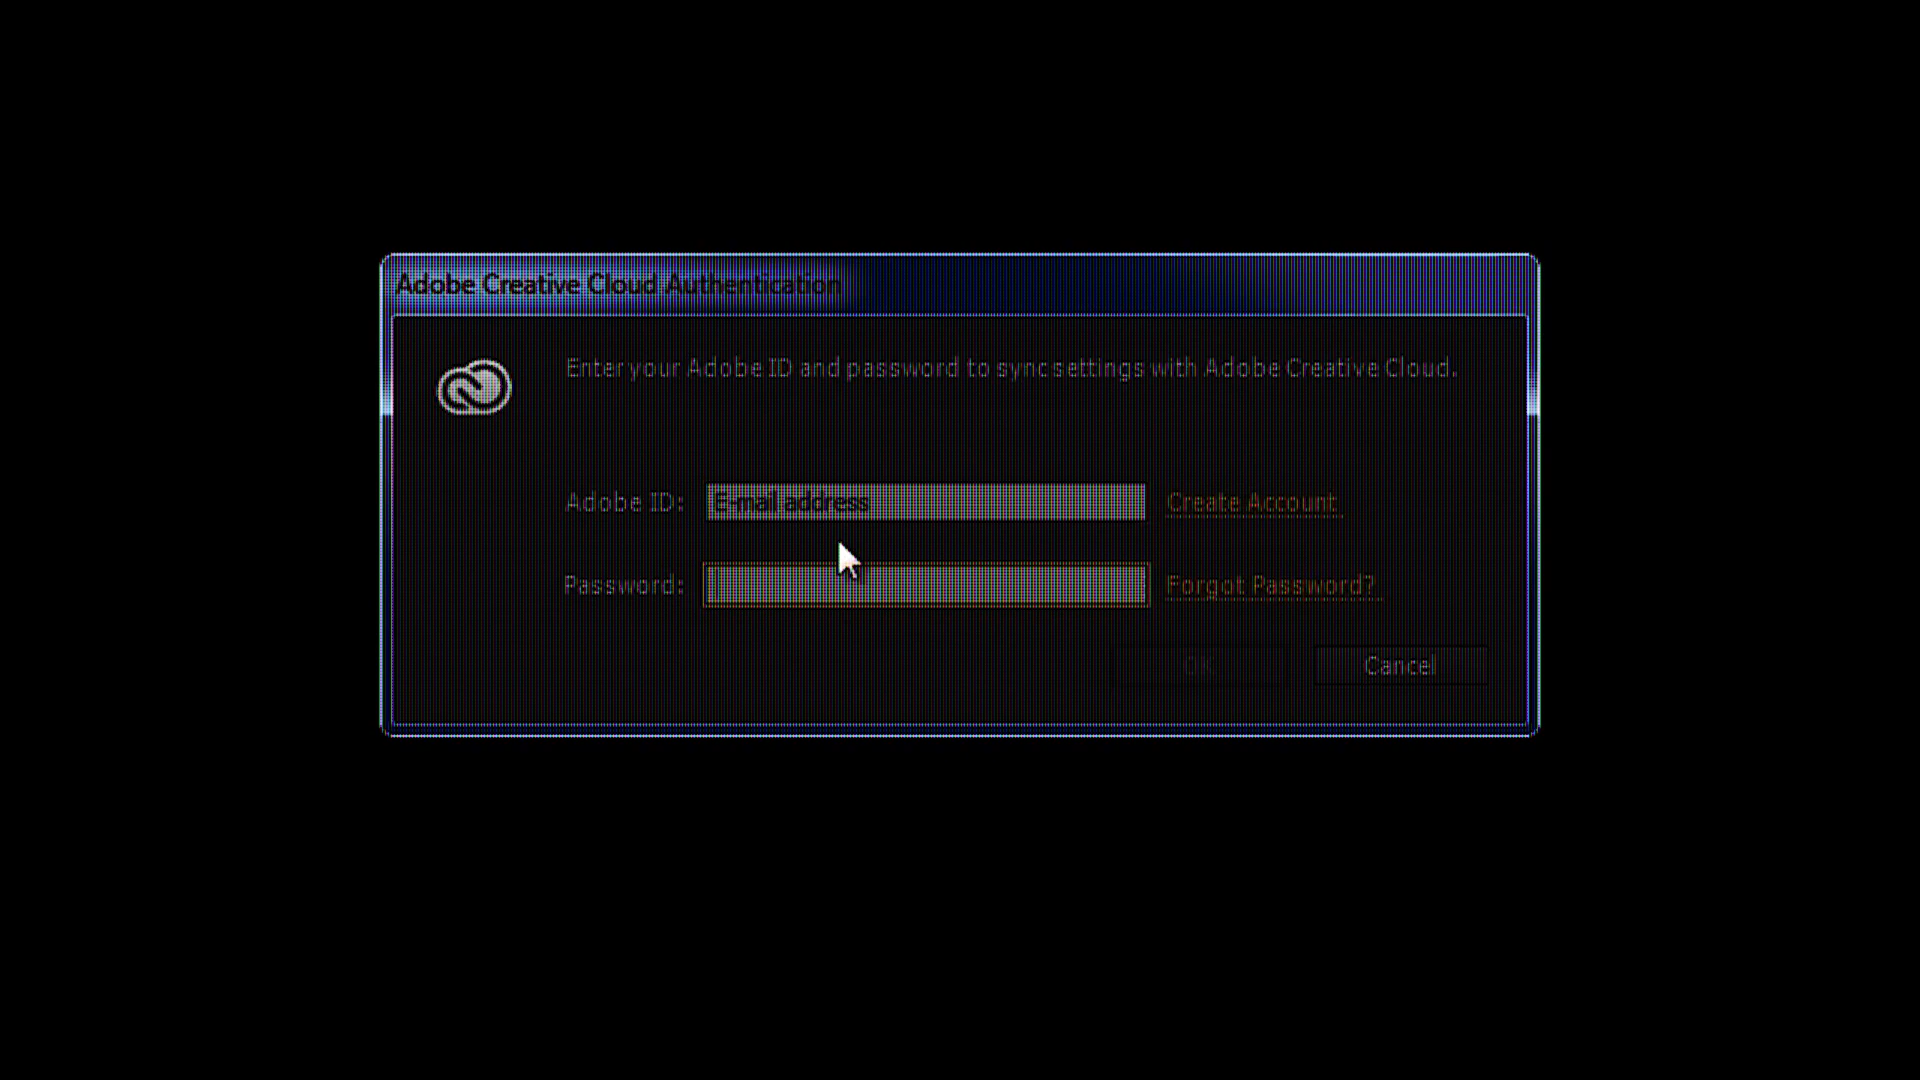 Adobe Creative Cloud Authentication
Enter your Adobe ID and password to sync settings with Adobe Creative Cloud.
Adobe ID: E-mail address Create Account
Password: Forgot Password?
OK Cancel